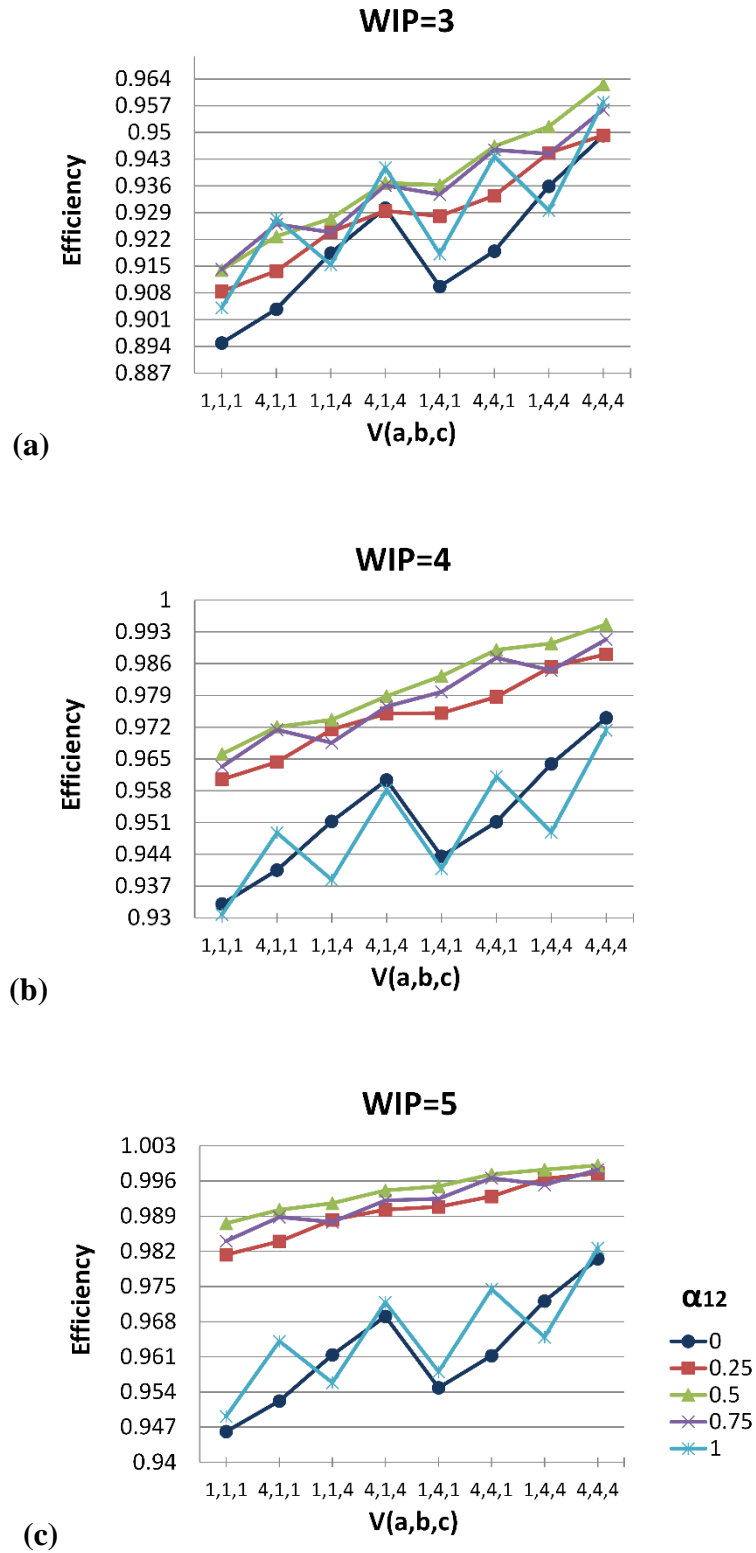 WIP=3
Efficiency
0.964
0.957
0.95
0.943
0.936
0.929
0.922
0.915
0.908
0.901
0.894
0.887
1,1,1 4,1,1 1,1,4 4,1,4 1,4,1 4,4,1 1,4,4 4,4,4
V(a,b,c)
(a)
WIP=4
Efficiency
1
0.993
0.986
0.979
0.972
0.965
0.958
0.951
0.944
0.937
0.93
1,1,1 4,1,1 1,1,4 4,1,4 1,4,1 4,4,1 1,4,4 4,4,4
V(a,b,c)
(b)
WIP=5
Efficiency
1.003
0.996
0.989
0.982
0.975
0.968
0.961
0.954
0.947
0.94
1,1,1 4,1,1 1,1,4 4,1,4 1,4,1 4,4,1 1,4,4 4,4,4
V(a,b,c)
α12
0
0.25
0.5
0.75
1
(c)